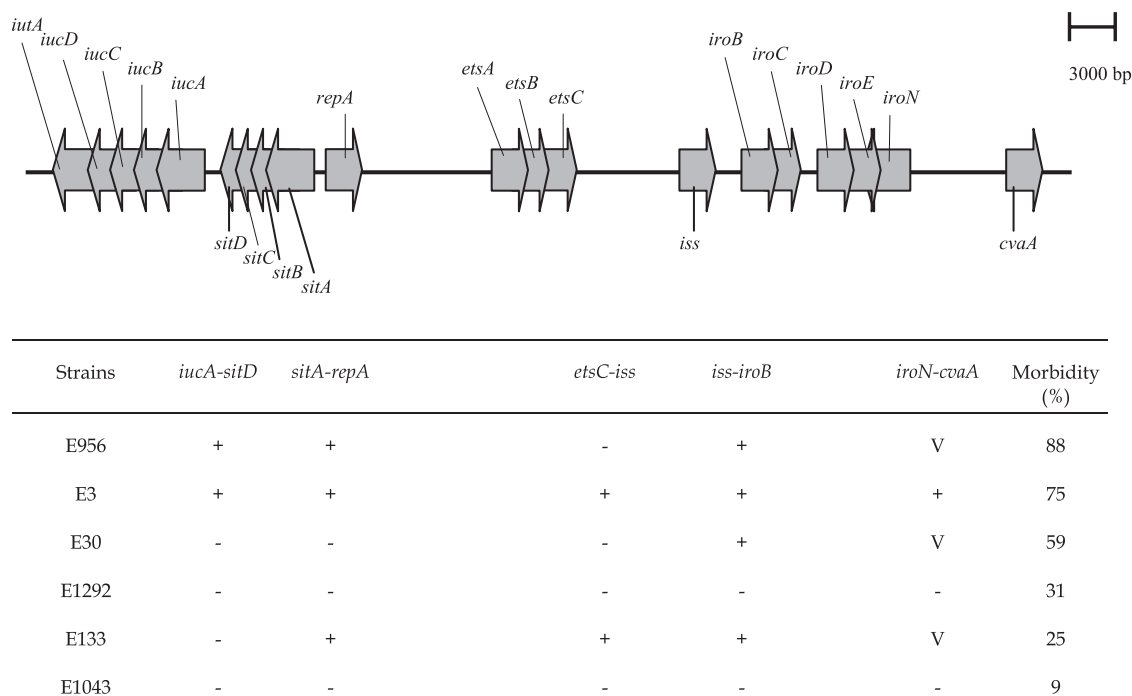 iutA
iucD
iucC
iucB
iucA
repA
etsA
etsB
etsC
iroB
iroC
iroD
iroE
iroN
3000 bp
sitD
sitC
sitB
sitA
iss
cvaA
Strains iucA-sitD sitA-repA etsC-iss iss-iroB iroN-cvaA Morbidity
(%)
E956 + + - + V 88
E3 + + + + + 75
E30 - - - + V 59
E1292 - - - - - 31
E133 - + + + V 25
E1043 - - - - - 9